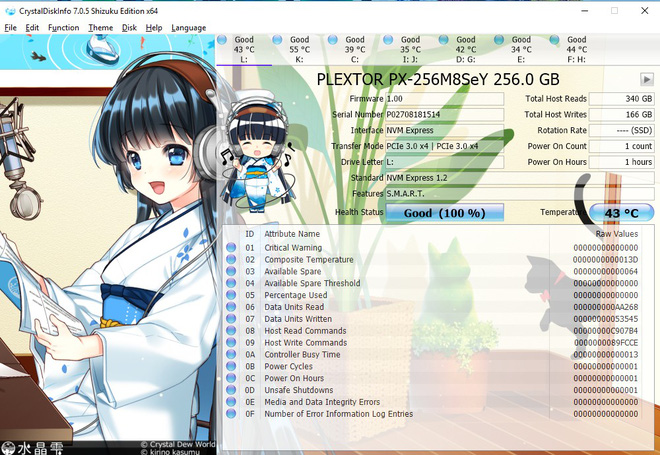 CrystalDiskInfo 7.0.5 Shizuku Edition x64
File Edit Function Theme Disk Help Language
Good Good Good Good Good Good Good
43 °C 55 °C 39 °C 35 °C 42 °C 34 °C 44 °C
L: K: C: I: J: D: G: E: F: H:
PLEXTOR PX-256M8SeY 256.0 GB
Firmware 1.00 Total Host Reads 340 GB
Serial Number P02708181514 Total Host Writes 166 GB
Interface NVM Express Rotation Rate ---- (SSD)
Transfer Mode PCIe 3.0 x4 | PCIe 3.0 x4 Power On Count 1 count
Drive Letter L: Power On Hours 1 hours
Standard NVM Express 1.2
Features S.M.A.R.T.
Health Status Good (100 %) Temperature 43 °C
ID Attribute Name Raw Values
01 Critical Warning 00000000000000
02 Composite Temperature 0000000000013D
03 Available Spare 00000000000064
04 Available Spare Threshold 00000000000000
05 Percentage Used 00000000000000
06 Data Units Read 000000000AA268
07 Data Units Written 00000000053545
08 Host Read Commands 00000000C907B4
09 Host Write Commands 0000000089FCCE
0A Controller Busy Time 00000000000013
0B Power Cycles 00000000000001
0C Power On Hours 00000000000001
0D Unsafe Shutdowns 00000000000001
0E Media and Data Integrity Errors 00000000000000
0F Number of Error Information Log Entries 00000000000000
水晶雫
© Crystal Dew World
© kirino kasumu